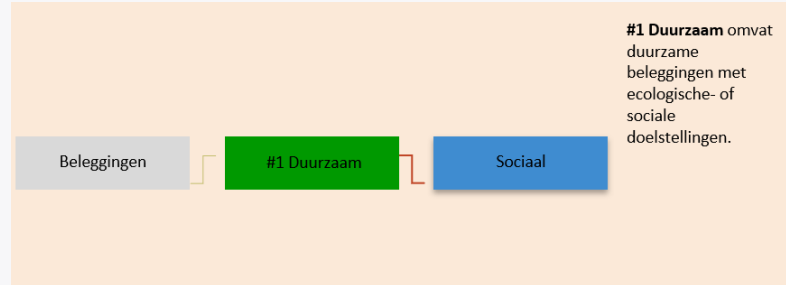 #1 Duurzaam omvat
duurzame
beleggingen met
ecologische- of
sociale
doelstellingen.
Beleggingen
#1 Duurzaam
Sociaal